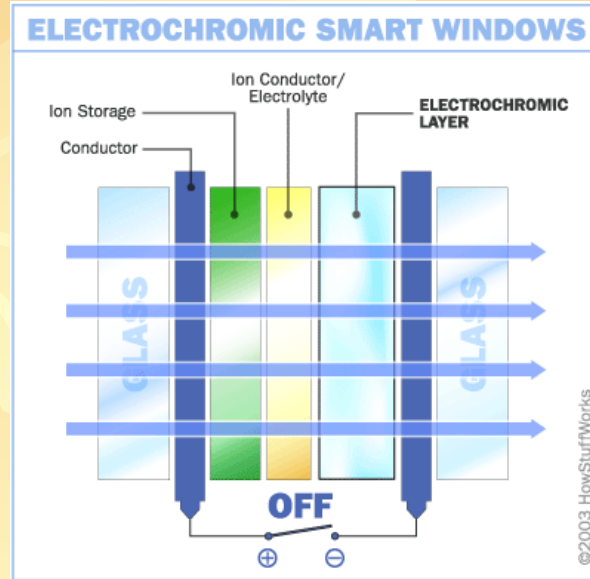 ELECTROCHROMIC SMART WINDOWS
Ion Conductor/
Electrolyte
Ion Storage
ELECTROCHROMIC
LAYER
Conductor
GLASS
GLASS
OFF
⊕ ⊖
©2003 HowStuffWorks